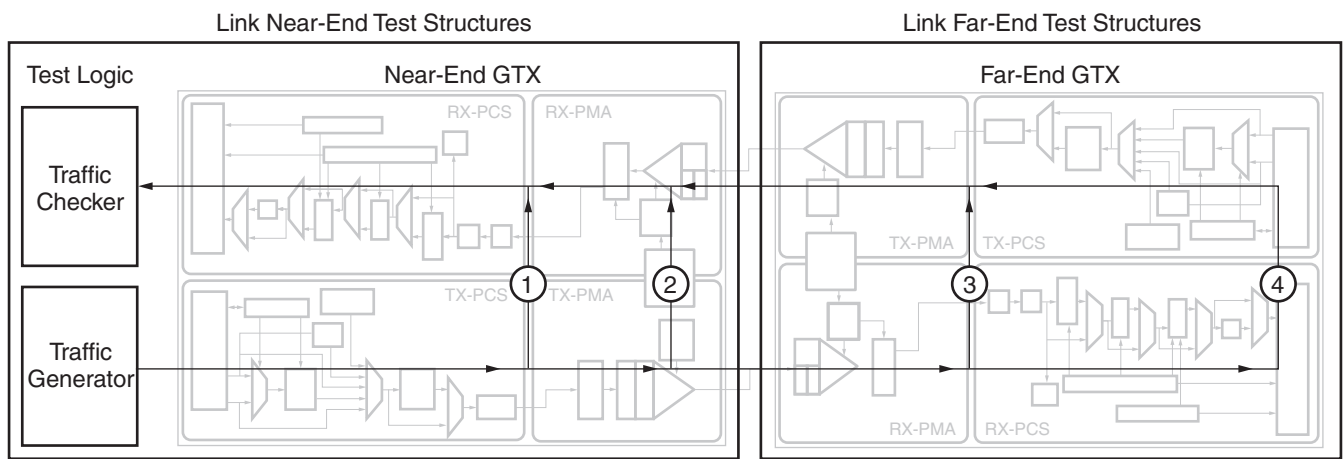 Link Near-End Test Structures
Link Far-End Test Structures
Test Logic
Near-End GTX
Far-End GTX
RX-PCS
RX-PMA
Traffic
Checker
TX-PMA
TX-PCS
1
2
3
4
TX-PCS
TX-PMA
Traffic
Generator
RX-PMA
RX-PCS